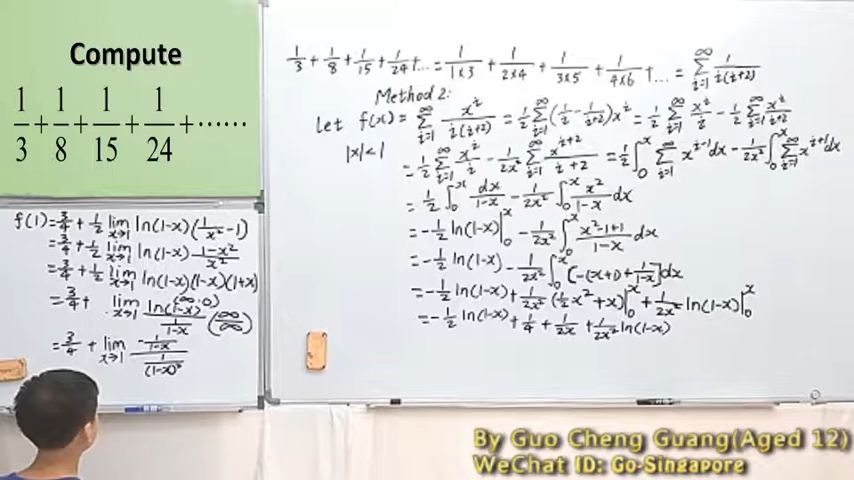 Compute
1/3 + 1/8 + 1/15 + 1/24 + ······
1/3 + 1/8 + 1/15 + 1/24 +… = 1/(1×3) + 1/(2×4) + 1/(3×5) + 1/(4×6) +… = ∑_{i=1}^{∞} 1/(i(i+2))
Method 2:
Let f(x) = ∑_{i=1}^{∞} x^i/(i(i+2)) = 1/2 ∑_{i=1}^{∞} (1/i − 1/(i+2)) x^i = 1/2 ∑_{i=1}^{∞} x^i/i − 1/2 ∑_{i=1}^{∞} x^i/(i+2)
|x|<1
= 1/2 ∑_{i=1}^{∞} x^i/i − 1/(2x²) ∑_{i=1}^{∞} x^{i+2}/(i+2) = 1/2 ∫_0^x ∑_{i=1}^{∞} x^{i−1} dx − 1/(2x²) ∫_0^x ∑_{i=1}^{∞} x^{i+1} dx
= 1/2 ∫_0^x dx/(1−x) − 1/(2x²) ∫_0^x x²/(1−x) dx
= −1/2 ln(1−x)|_0^x − 1/(2x²) ∫_0^x (x²−1+1)/(1−x) dx
= −1/2 ln(1−x) − 1/(2x²) ∫_0^x [−(x+1) + 1/(1−x)] dx
= −1/2 ln(1−x) + 1/(2x²) (1/2 x² + x)|_0^x + 1/(2x²) ln(1−x)|_0^x
= −1/2 ln(1−x) + 1/4 + 1/(2x) + 1/(2x²) ln(1−x)
f(1) = 3/4 + 1/2 lim_{x→1} ln(1−x)(1/x² − 1)
= 3/4 + 1/2 lim_{x→1} ln(1−x) (1−x²)/x²
= 3/4 + 1/2 lim_{x→1} ln(1−x)(1−x)(1+x)
(∞·0)
= 3/4 + lim_{x→1} ln(1−x)/(1/(1−x)) (∞/∞)
= 3/4 + lim_{x→1} (−1/(1−x))/(1/(1−x)²)
By Guo Cheng Guang(Aged 12)
WeChat ID: Go-Singapore